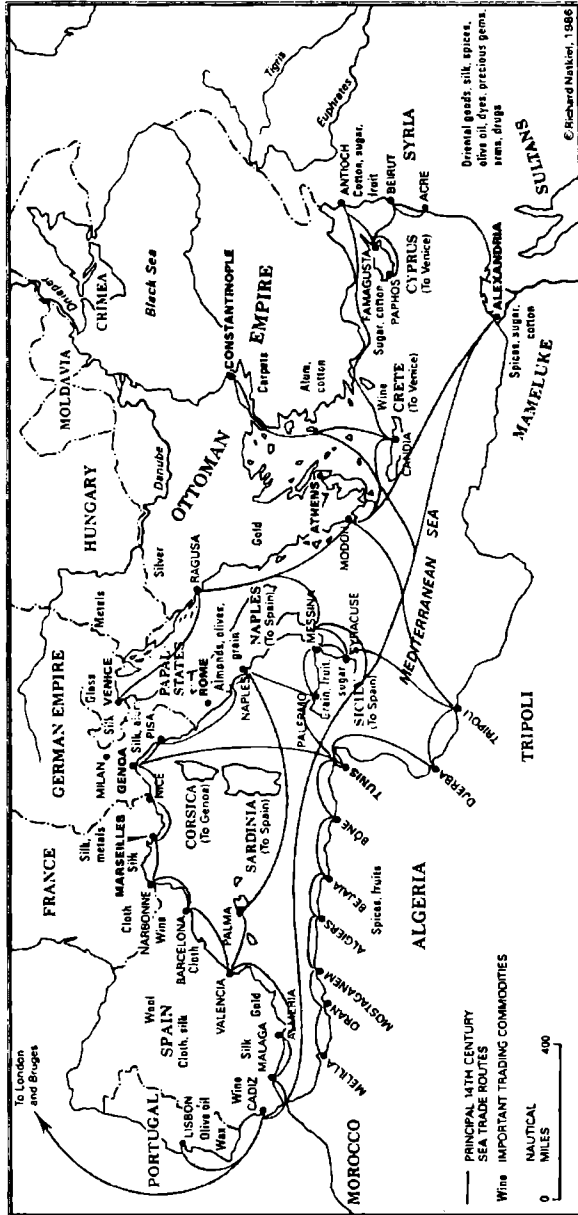 To London
and Bruges
PORTUGAL
LISBON
Olive oil
Wax
Wine
CADIZ
MOROCCO
SPAIN
Wool
Cloth, silk
Silk
Gold
MALAGA
ALMERIA
VALENCIA
BARCELONA
Cloth
PALMA
FRANCE
Cloth
NARBONNE
Wine
Silk,
metals
MARSEILLES
Silk
NICE
GERMAN EMPIRE
MILAN
GENOA
Silk
Glass
VENICE
Silk,
PISA
PAPAL
STATES
ROME
CORSICA
(To Genoa)
SARDINIA
(To Spain)
Almonds, olives,
grain
NAPLES
NAPLES
(To Spain)
PALERMO
MESSINA
Grain, fruit,
sugar
SYRACUSE
SICILY
(To Spain)
Metals
HUNGARY
Silver
RAGUSA
Danube
MOLDAVIA
Dnieper
CRIMEA
Black Sea
OTTOMAN
EMPIRE
Gold
CONSTANTINOPLE
Carpets
Alum,
cotton
ATHENS
MODON
Wine
CRETE
(To Venice)
CANDIA
Tigris
Euphrates
ANTIOCH
Cotton, sugar,
fruit
BEIRUT
SYRIA
ACRE
FAMAGUSTA
Sugar, cotton
PAPHOS
CYPRUS
(To Venice)
ALEXANDRIA
Spices, sugar,
cotton
MAMELUKE
SULTANS
Oriental goods, silk, spices,
olive oil, dyes, precious gems,
arms, drugs
MEDITERRANEAN SEA
MELILLA
ORAN
MOSTAGANEM
ALGIERS
BEJAIA
BÔNE
TUNIS
DJERBA
TRIPOLI
Spices, fruits
ALGERIA
TRIPOLI
PRINCIPAL 14TH CENTURY
SEA TRADE ROUTES
Wine IMPORTANT TRADING COMMODITIES
NAUTICAL
MILES
0 400
© Richard Natkiel, 1986